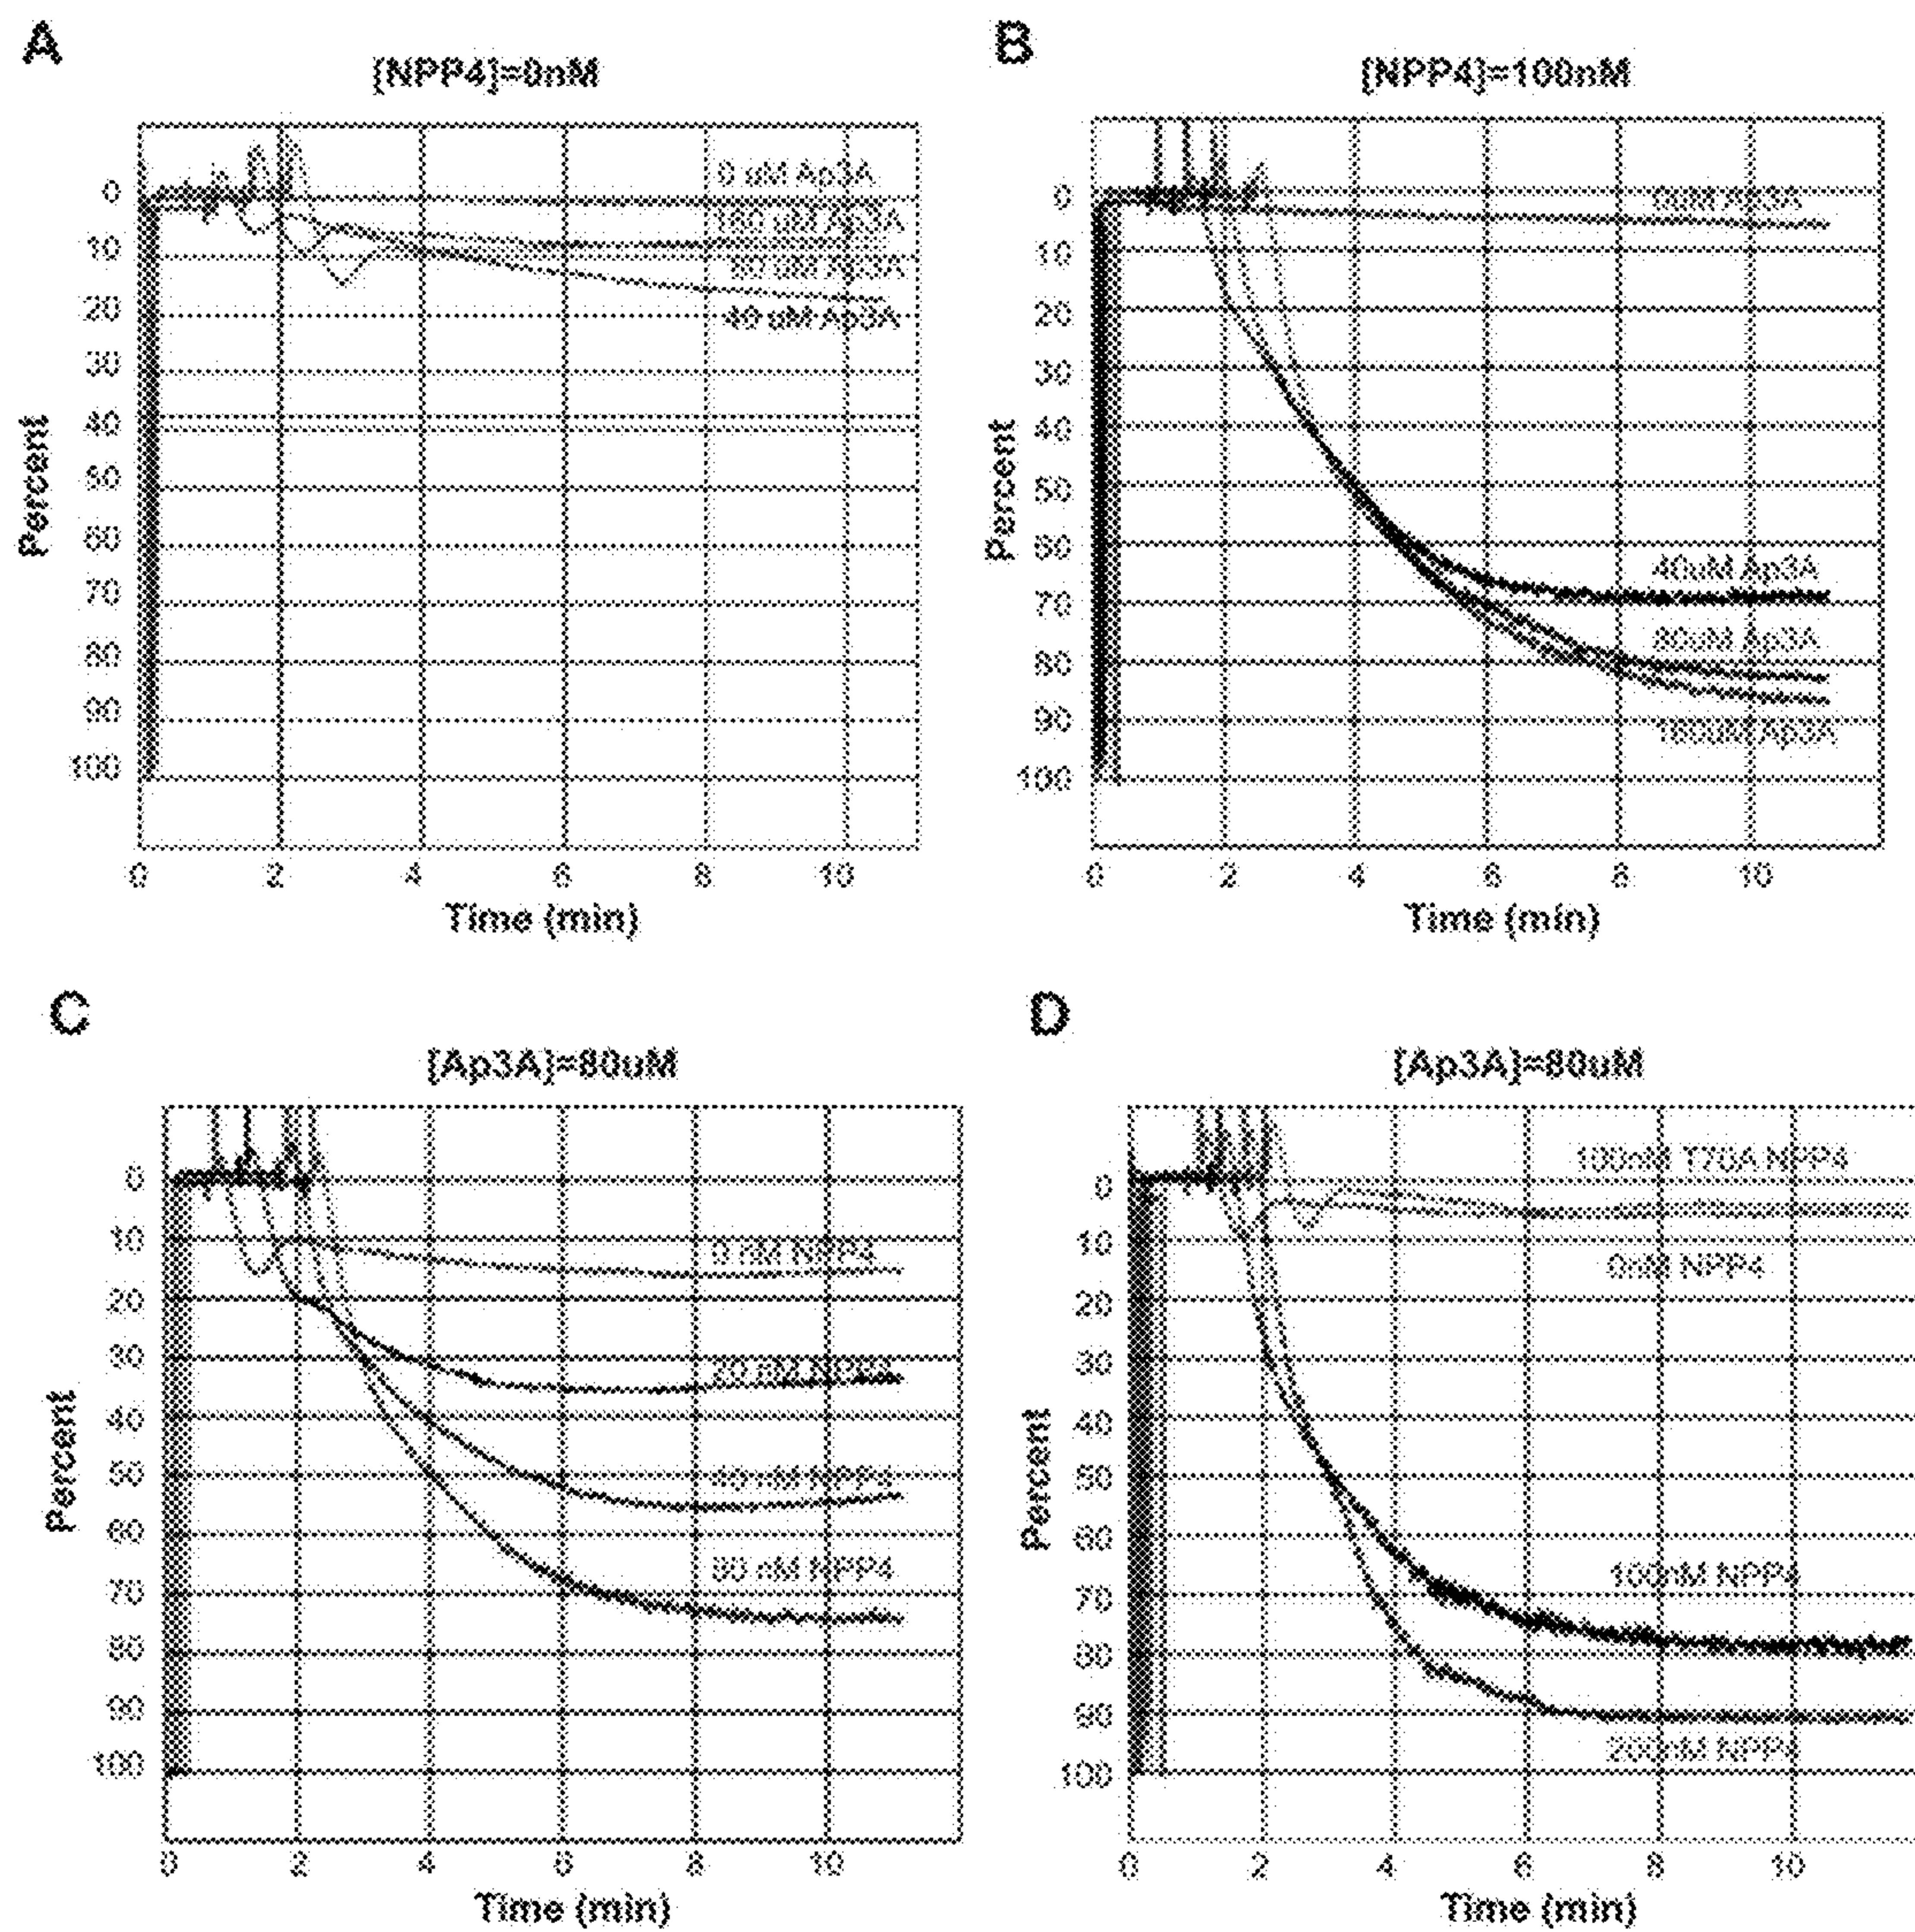 A
[NPP4]=0nM
0 uM Ap3A
160 uM Ap3A
80 uM Ap3A
40 uM Ap3A
0
10
20
30
40
50
60
70
80
90
100
Percent
0 2 4 6 8 10
Time (min)
B
[NPP4]=100nM
0uM Ap3A
40uM Ap3A
80uM Ap3A
160uM Ap3A
0
10
20
30
40
50
60
70
80
90
100
Percent
0 2 4 6 8 10
Time (min)
C
[Ap3A]=80uM
0 nM NPP4
20 nM
40 nM
80 nM NPP4
0
10
20
30
40
50
60
70
80
90
100
Percent
0 2 4 6 8 10
Time (min)
D
[Ap3A]=80uM
100nM T70A NPP4
0nM NPP4
100nM NPP4
200nM NPP4
0
10
20
30
40
50
60
70
80
90
100
Percent
0 2 4 6 8 10
Time (min)